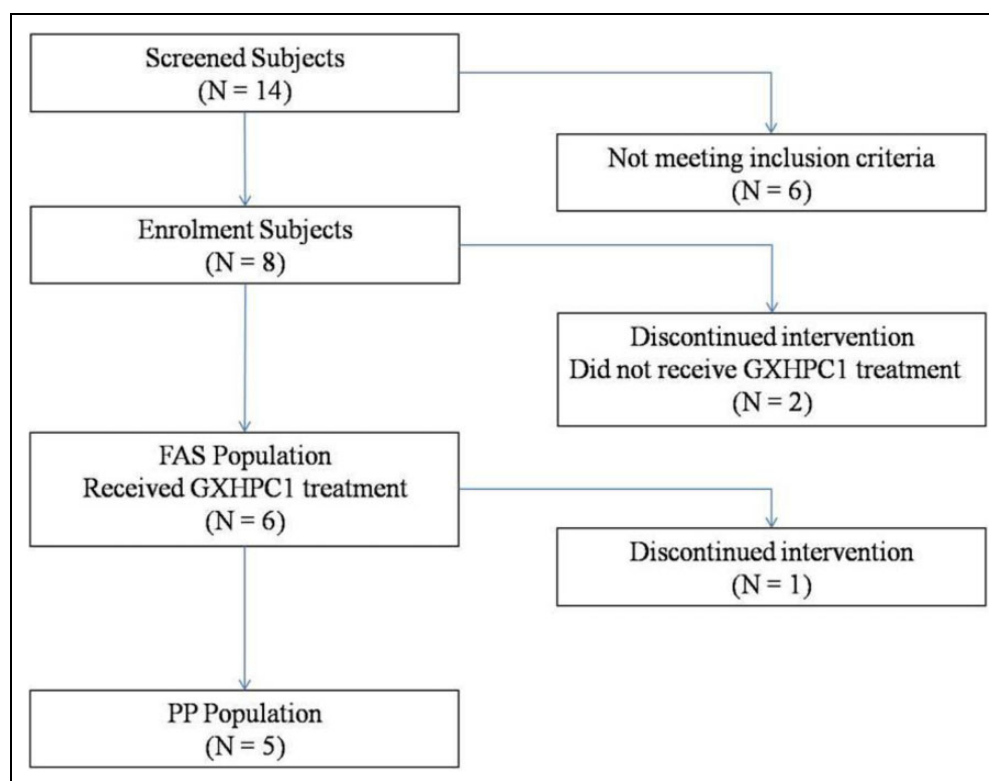 Screened Subjects
(N = 14)
Not meeting inclusion criteria
(N = 6)
Enrolment Subjects
(N = 8)
Discontinued intervention
Did not receive GXHPC1 treatment
(N = 2)
FAS Population
Received GXHPC1 treatment
(N = 6)
Discontinued intervention
(N = 1)
PP Population
(N = 5)